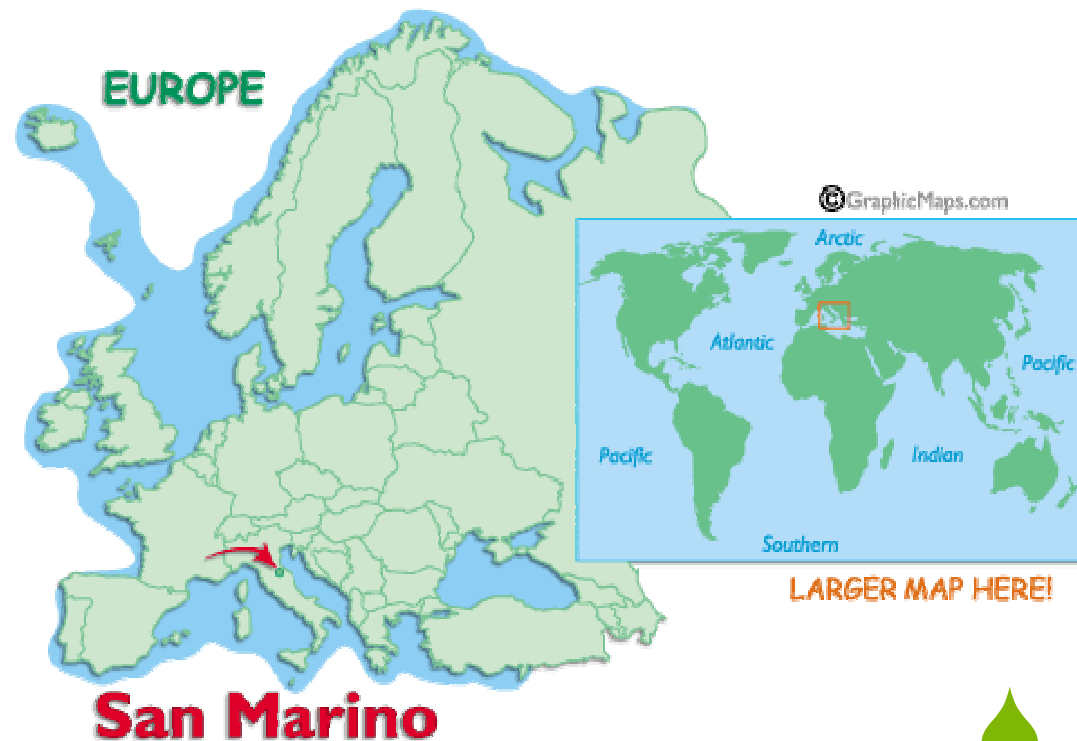 EUROPE
©GraphicMaps.com
Arctic
Atlantic
Pacific
Pacific
Indian
Southern
LARGER MAP HERE!
San Marino